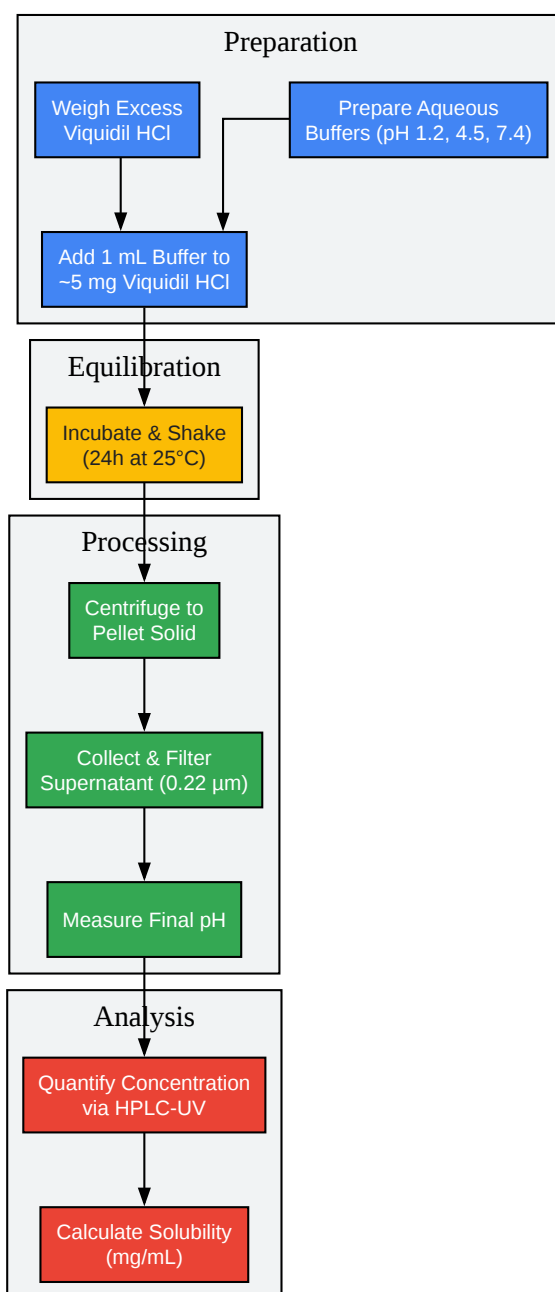 Preparation
Weigh Excess
Viquidil HCl
Prepare Aqueous
Buffers (pH 1.2, 4.5, 7.4)
Add 1 mL Buffer to
~5 mg Viquidil HCl
Equilibration
Incubate & Shake
(24h at 25°C)
Processing
Centrifuge to
Pellet Solid
Collect & Filter
Supernatant (0.22 µm)
Measure Final pH
Analysis
Quantify Concentration
via HPLC-UV
Calculate Solubility
(mg/mL)